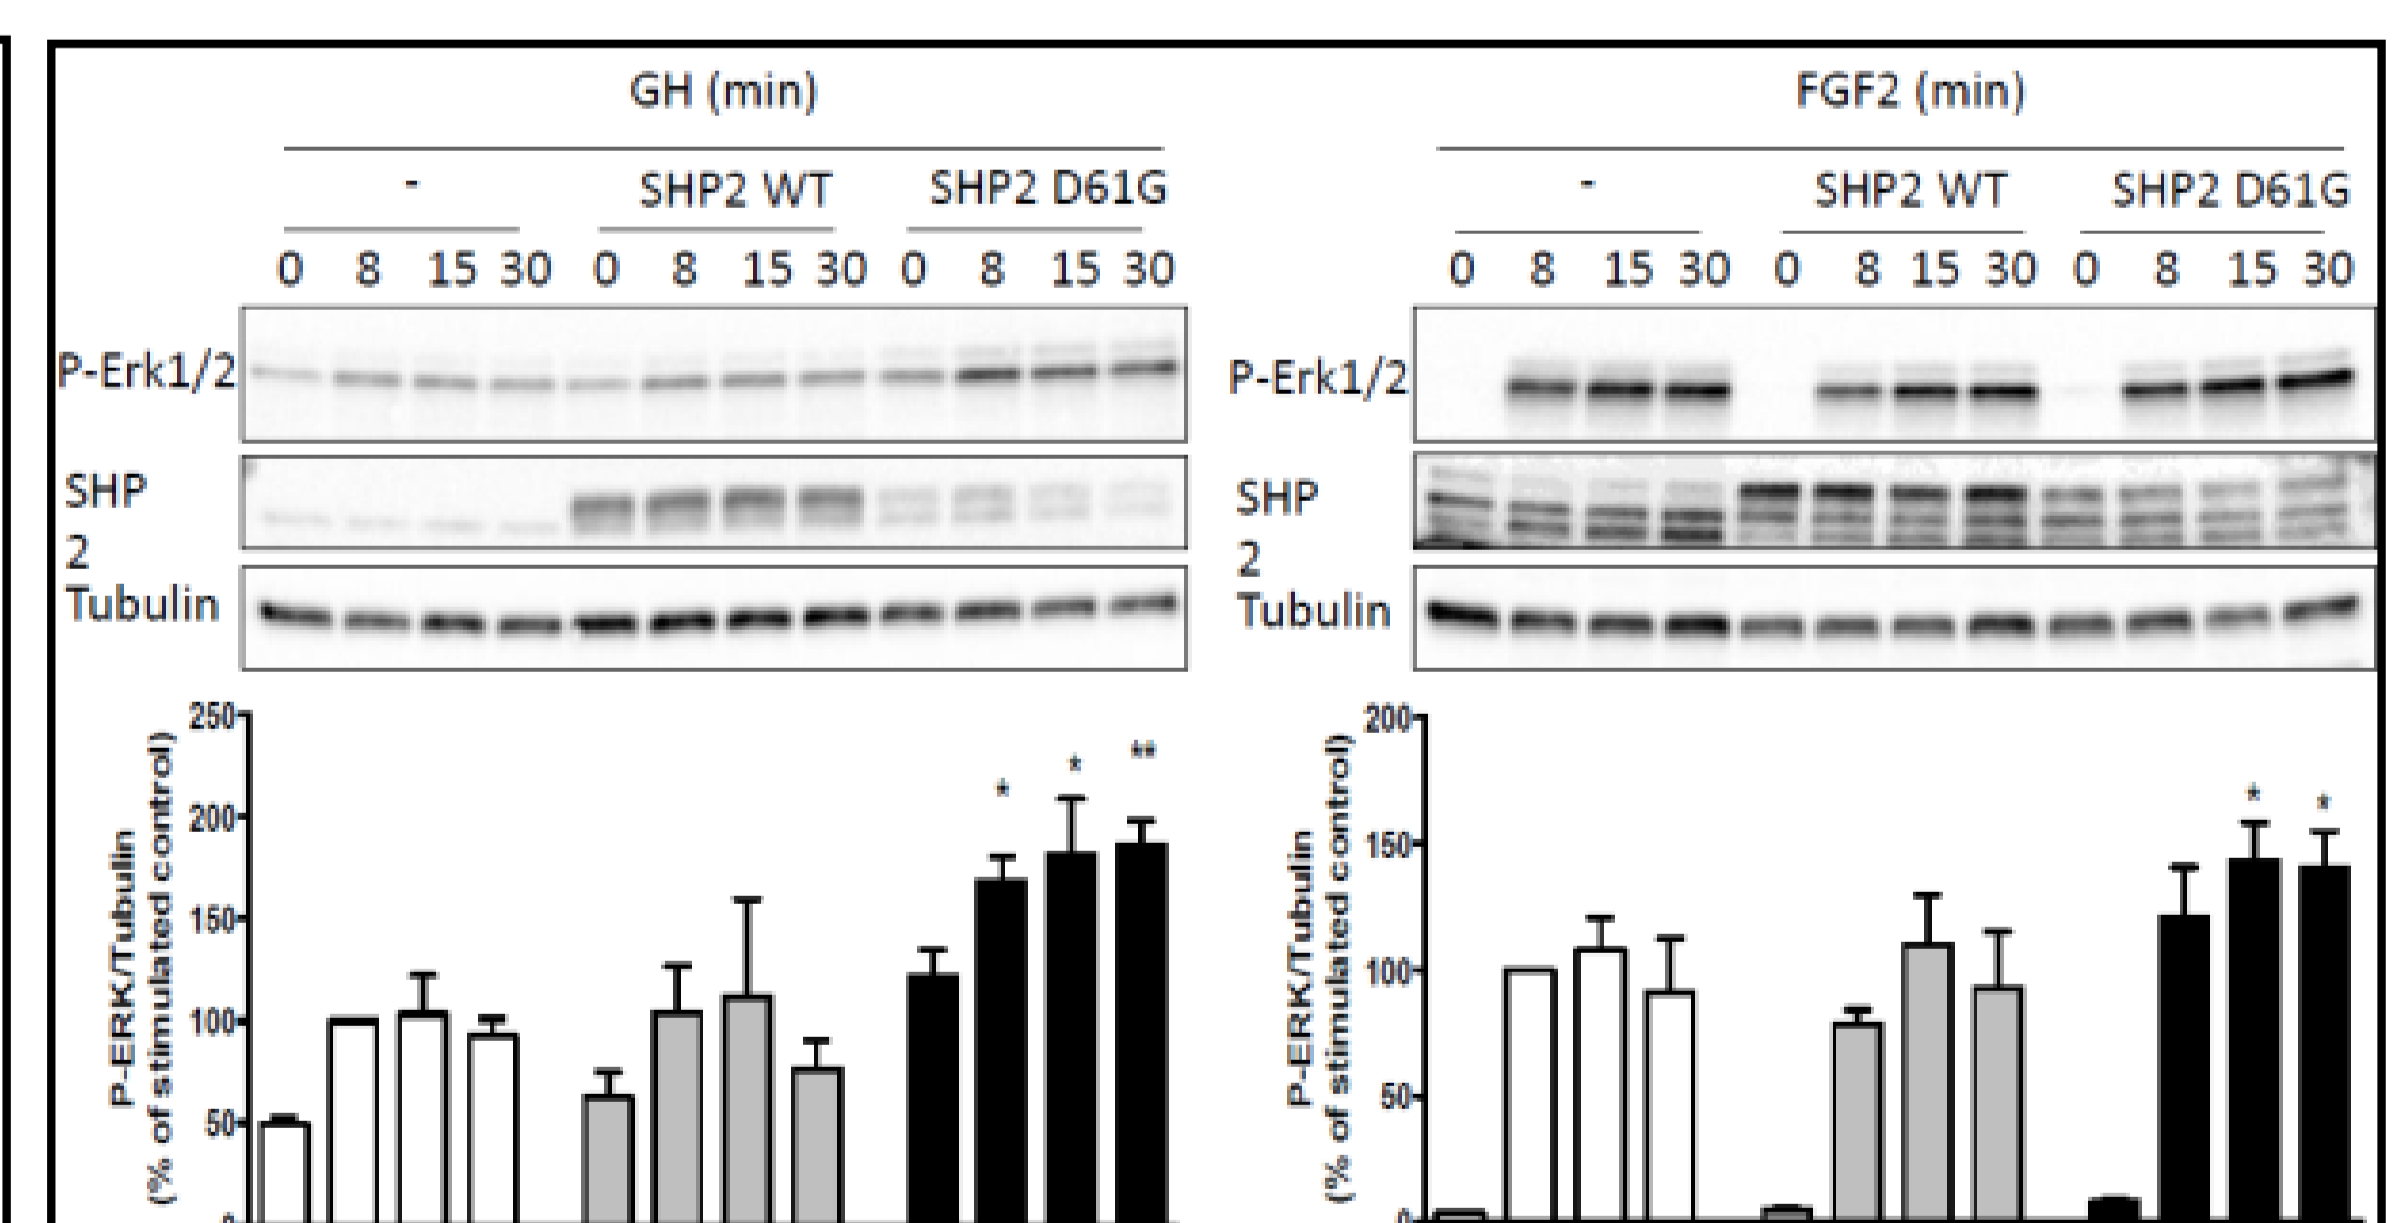 GH (min)
- SHP2 WT SHP2 D61G
0 8 15 30 0 8 15 30 0 8 15 30
P-Erk1/2
SHP
2
Tubulin
250
200
150
100
50
0
P-ERK/Tubulin
(% of stimulated control)
* * **
FGF2 (min)
- SHP2 WT SHP2 D61G
0 8 15 30 0 8 15 30 0 8 15 30
P-Erk1/2
SHP
2
Tubulin
200
150
100
50
0
P-ERK/Tubulin
(% of stimulated control)
* *